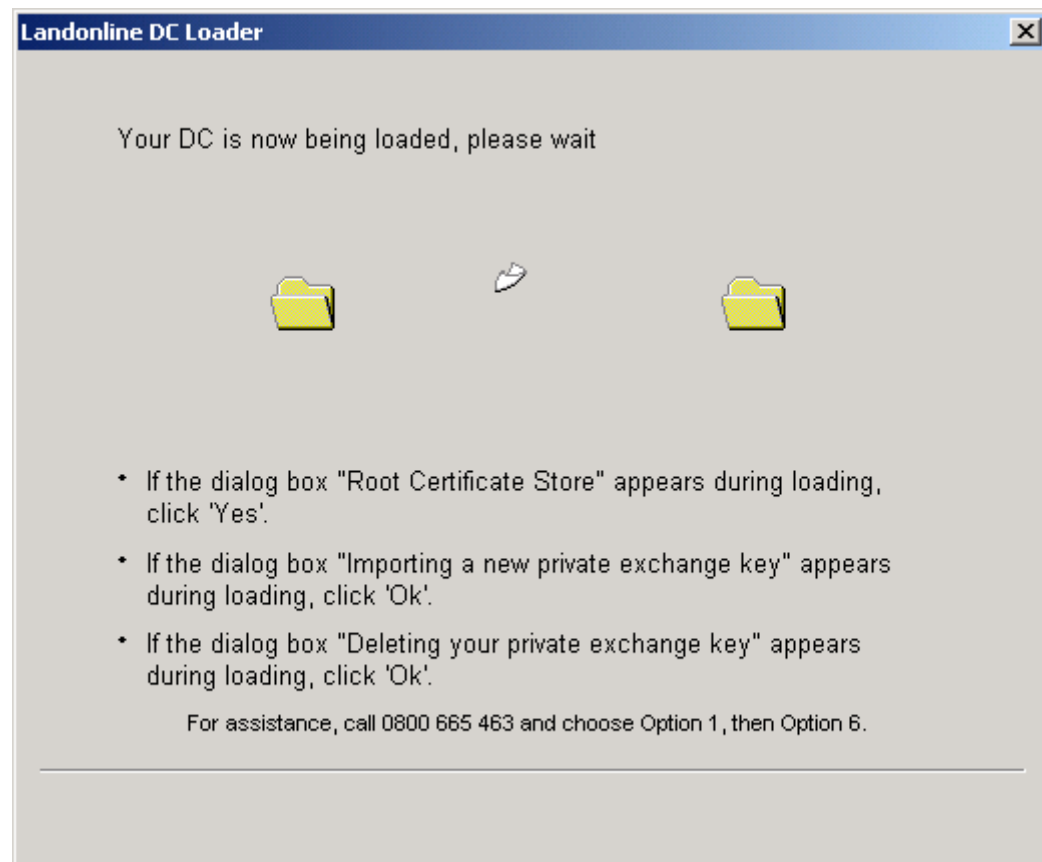 Landonline DC Loader
Your DC is now being loaded, please wait
• If the dialog box "Root Certificate Store" appears during loading,
click 'Yes'.
• If the dialog box "Importing a new private exchange key" appears
during loading, click 'Ok'.
• If the dialog box "Deleting your private exchange key" appears
during loading, click 'Ok'.
For assistance, call 0800 665 463 and choose Option 1, then Option 6.